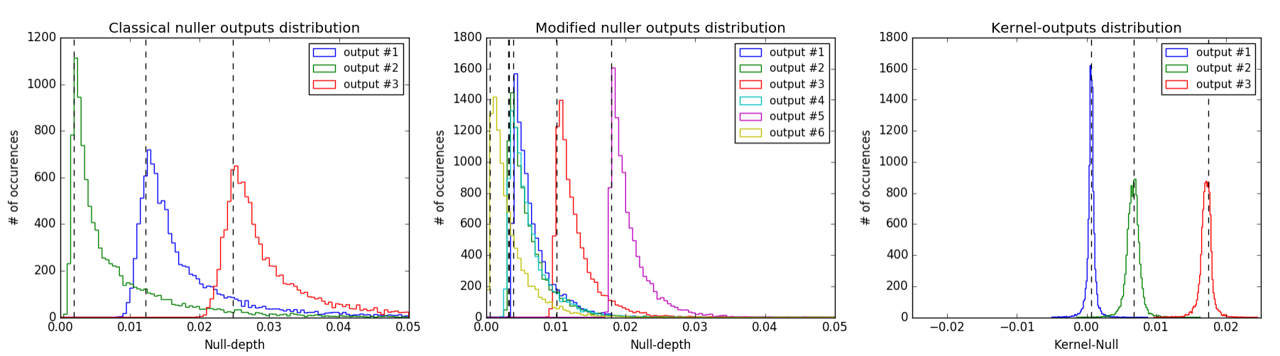 Classical nuller outputs distribution
1200
1000
800
600
400
200
0
# of occurences
0.00 0.01 0.02 0.03 0.04 0.05
Null-depth
output #1
output #2
output #3
Modified nuller outputs distribution
1800
1600
1400
1200
1000
800
600
400
200
0
# of occurences
0.00 0.01 0.02 0.03 0.04 0.05
Null-depth
output #1
output #2
output #3
output #4
output #5
output #6
Kernel-outputs distribution
1800
1600
1400
1200
1000
800
600
400
200
0
# of occurences
−0.02 −0.01 0.00 0.01 0.02
Kernel-Null
output #1
output #2
output #3